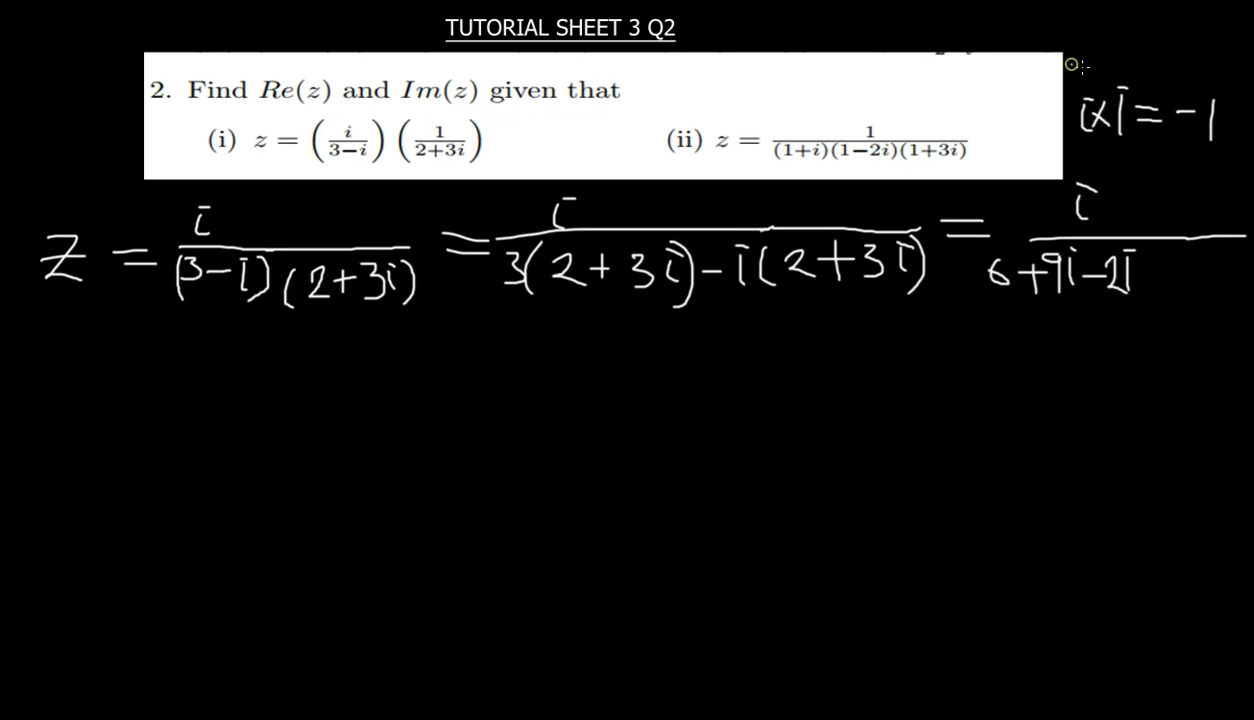 TUTORIAL SHEET 3 Q2
2. Find Re(z) and Im(z) given that
(i) z = (i/(3−i)) (1/(2+3i)) (ii) z = 1/((1+i)(1−2i)(1+3i))
i×i = −1
z = i/((3−i)(2+3i)) = i/(3(2+3i)−i(2+3i)) = i/(6+9i−2i